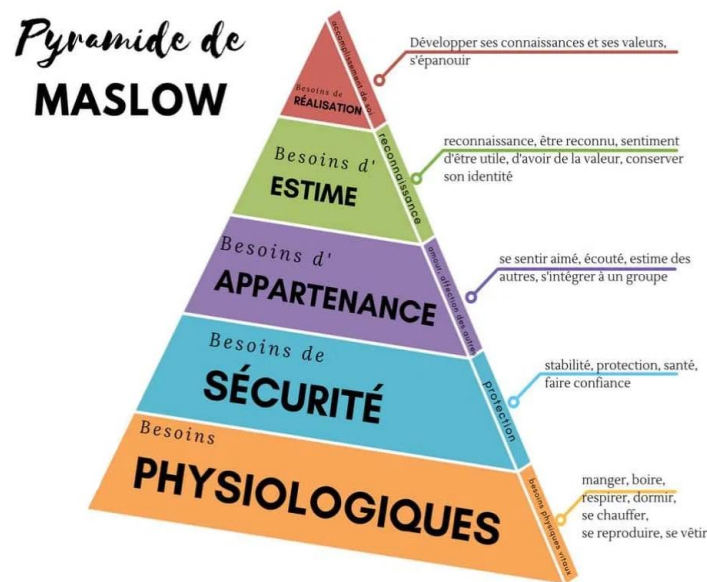 Pyramide de
MASLOW
accomplissement de soi
Développer ses connaissances et ses valeurs,
s'épanouir
Besoins de
RÉALISATION
reconnaissance
reconnaissance, être reconnu, sentiment
d'être utile, d'avoir de la valeur, conserver
son identité
Besoins d'
ESTIME
amour, affection des autres
se sentir aimé, écouté, estime des
autres, s'intégrer à un groupe
Besoins d'
APPARTENANCE
protection
stabilité, protection, santé,
faire confiance
Besoins de
SÉCURITÉ
besoins physiques vitaux
manger, boire,
respirer, dormir,
se chauffer,
se reproduire, se vêtir
Besoins
PHYSIOLOGIQUES